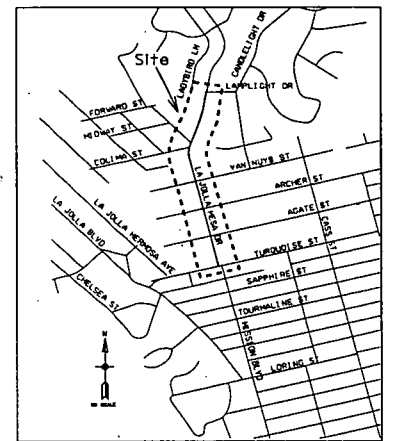 LADYBIRD LN
CANDLELIGHT DR
Site
LAMPLIGHT DR
FORWARD ST
MIDWAY ST
COLIMA ST
VAN NUYS ST
LA JOLLA MESA DR
ARCHER ST
AGATE ST
CASS ST
LA JOLLA HERMOSA AVE
LA JOLLA BLVD
TURQUOISE ST
CHELSEA ST
SAPPHIRE ST
TOURMALINE ST
MISSION BLVD
LORING ST
N
NO SCALE